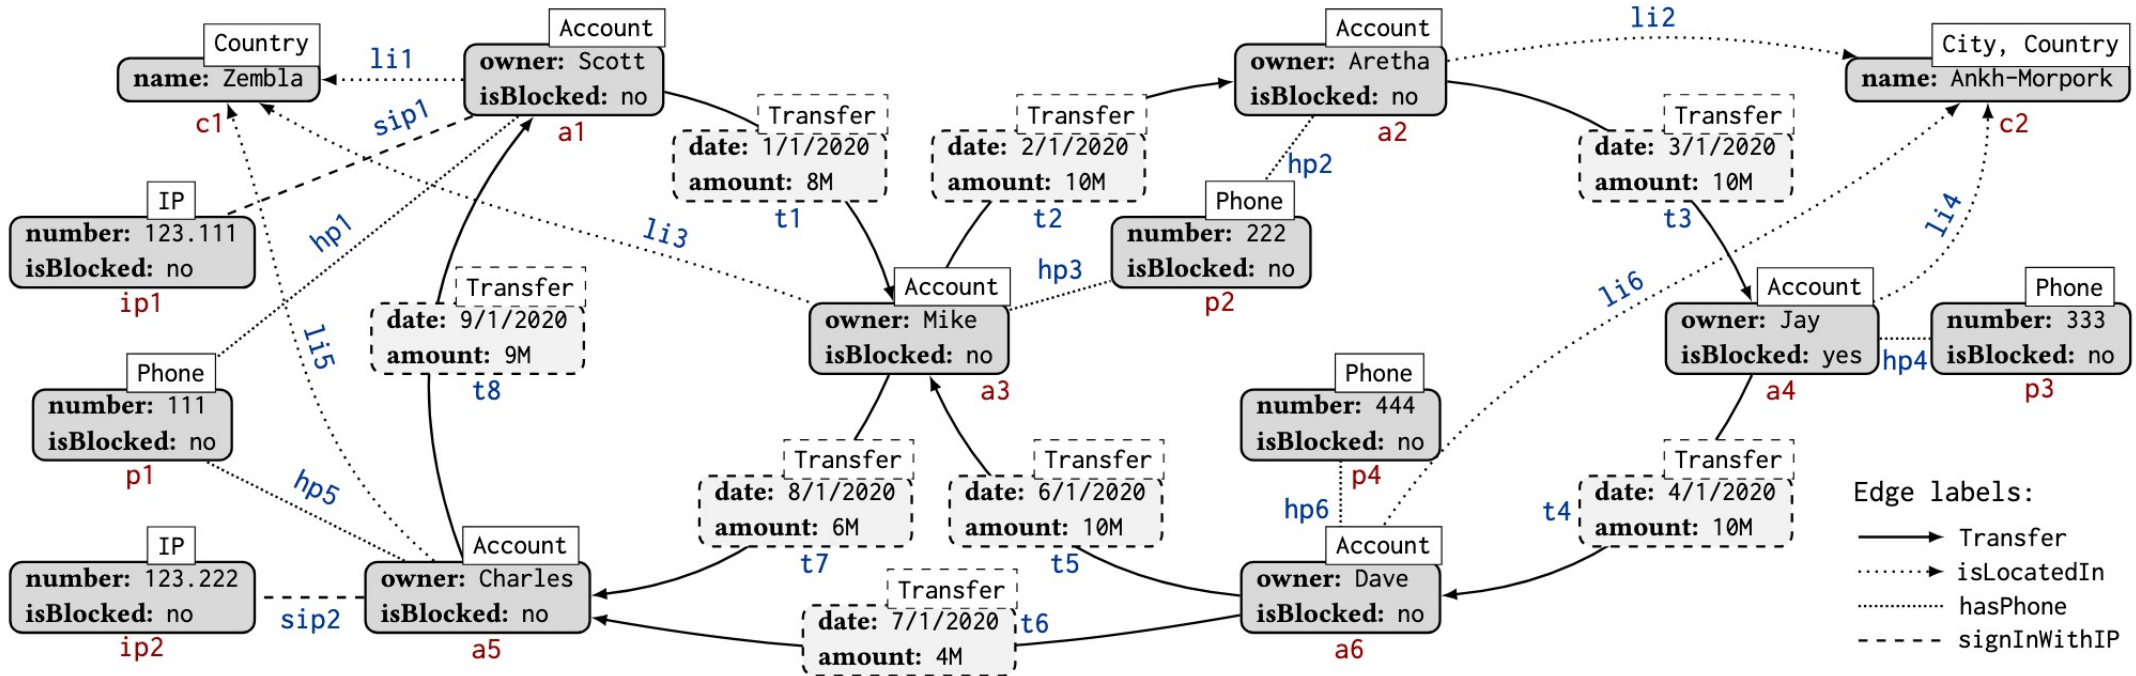 Country
name: Zembla
c1
li1
Account
owner: Scott
isBlocked: no
a1
sip1
Transfer
date: 1/1/2020
amount: 8M
t1
Transfer
date: 2/1/2020
amount: 10M
t2
Account
owner: Aretha
isBlocked: no
a2
li2
City, Country
name: Ankh-Morpork
c2
Transfer
date: 3/1/2020
amount: 10M
t3
hp2
IP
number: 123.111
isBlocked: no
ip1
hp1
li3
Phone
number: 222
isBlocked: no
p2
hp3
li4
li6
Transfer
date: 9/1/2020
amount: 9M
t8
li5
Account
owner: Mike
isBlocked: no
a3
Account
owner: Jay
isBlocked: yes
a4
hp4
Phone
number: 333
isBlocked: no
p3
Phone
number: 111
isBlocked: no
p1
Phone
number: 444
isBlocked: no
p4
hp5
Transfer
date: 8/1/2020
amount: 6M
t7
Transfer
date: 6/1/2020
amount: 10M
t5
hp6
t4
Transfer
date: 4/1/2020
amount: 10M
IP
number: 123.222
isBlocked: no
ip2
sip2
Account
owner: Charles
isBlocked: no
a5
Transfer
date: 7/1/2020
amount: 4M
t6
Account
owner: Dave
isBlocked: no
a6
Edge labels:
Transfer
isLocatedIn
hasPhone
signInWithIP